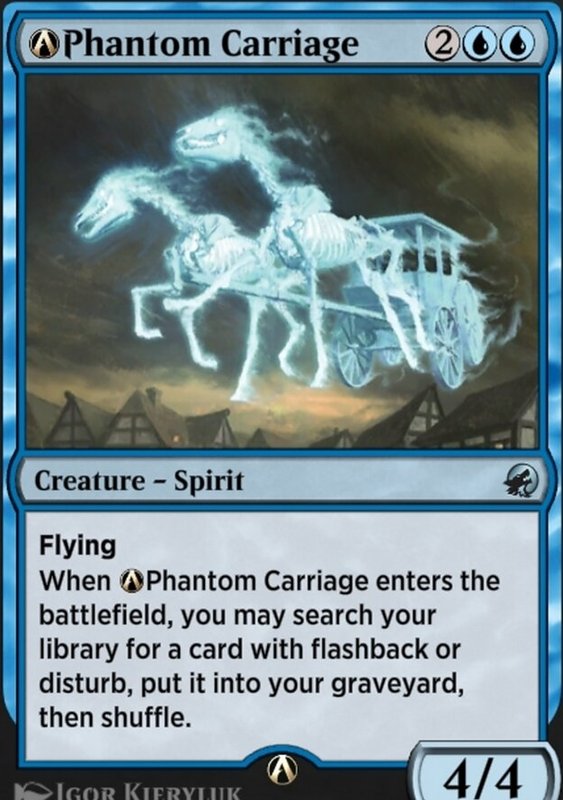 Phantom Carriage 2
Creature – Spirit
Flying
When Phantom Carriage enters the
battlefield, you may search your
library for a card with flashback or
disturb, put it into your graveyard,
then shuffle.
4/4
IGOR KIERYLUK